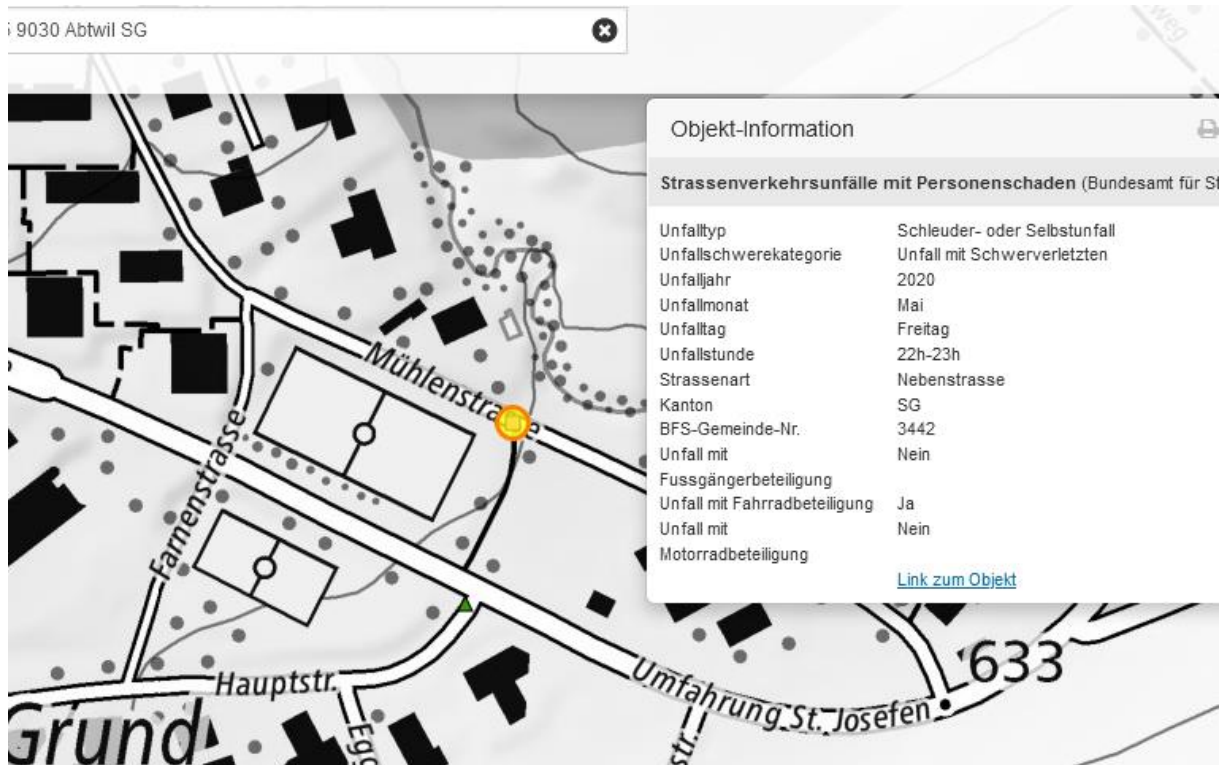 9030 Abtwil SG
Objekt-Information
Strassenverkehrsunfälle mit Personenschaden (Bundesamt für
Unfalltyp Schleuder- oder Selbstunfall
Unfallschwerekategorie Unfall mit Schwerverletzten
Unfalljahr 2020
Unfallmonat Mai
Unfalltag Freitag
Unfallstunde 22h-23h
Strassenart Nebenstrasse
Kanton SG
BFS-Gemeinde-Nr. 3442
Unfall mit Nein
Fussgängerbeteiligung
Unfall mit Fahrradbeteiligung Ja
Unfall mit Nein
Motorradbeteiligung
Link zum Objekt
weg
Mühlenstrasse
Farnenstrasse
Hauptstr.
Grund
Umfahrung St. Josefen
633
str.